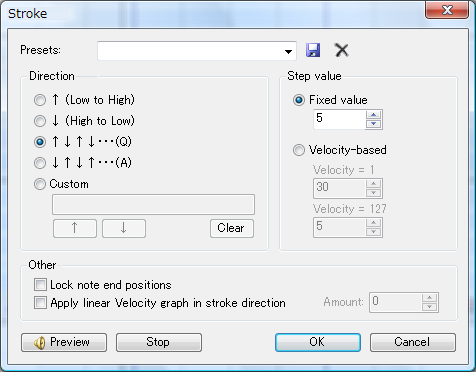 Stroke
Presets:
Direction
↑ (Low to High)
↓ (High to Low)
↑↓↑↓・・・(Q)
↓↑↓↑・・・(A)
Custom
↑ ↓ Clear
Step value
Fixed value
5
Velocity-based
Velocity = 1
30
Velocity = 127
5
Other
Lock note end positions
Apply linear Velocity graph in stroke direction Amount: 0
Preview Stop OK Cancel